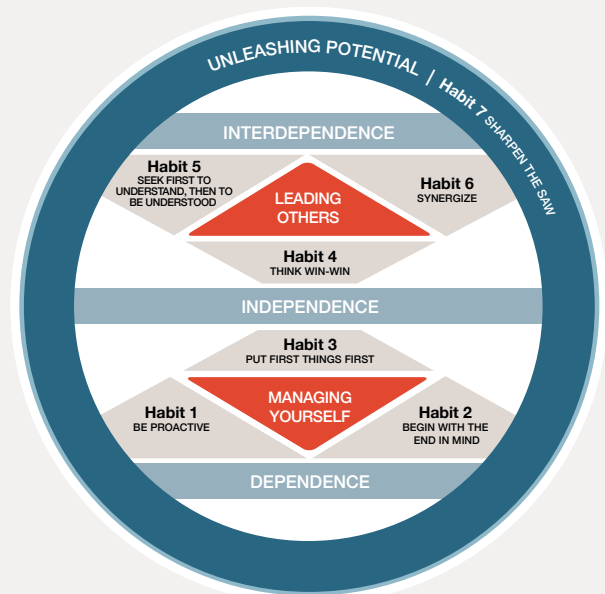 UNLEASHING POTENTIAL | Habit 7 SHARPEN THE SAW
INTERDEPENDENCE
Habit 5
SEEK FIRST TO
UNDERSTAND, THEN TO
BE UNDERSTOOD
LEADING
OTHERS
Habit 6
SYNERGIZE
Habit 4
THINK WIN-WIN
INDEPENDENCE
Habit 3
PUT FIRST THINGS FIRST
Habit 1
BE PROACTIVE
MANAGING
YOURSELF
Habit 2
BEGIN WITH THE
END IN MIND
DEPENDENCE